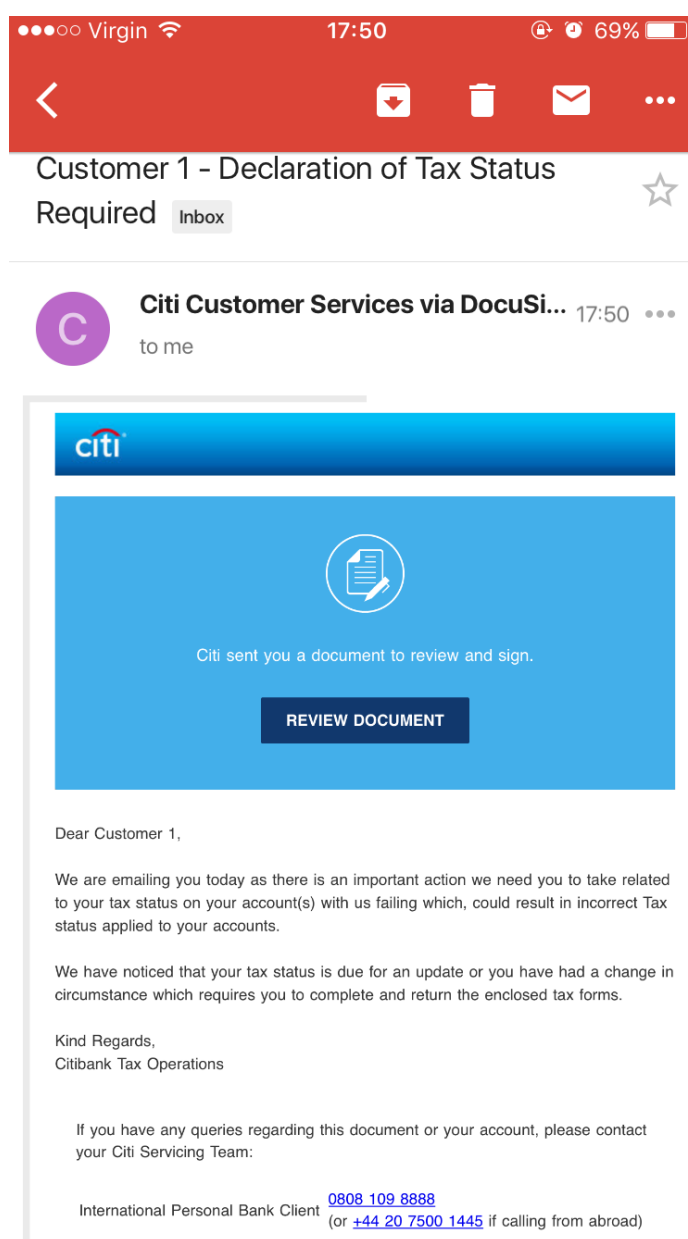 Virgin 17:50 69%
Customer 1 - Declaration of Tax Status
Required Inbox
C
Citi Customer Services via DocuSi... 17:50
to me
citi
Citi sent you a document to review and sign.
REVIEW DOCUMENT
Dear Customer 1,
We are emailing you today as there is an important action we need you to take related
to your tax status on your account(s) with us failing which, could result in incorrect Tax
status applied to your accounts.
We have noticed that your tax status is due for an update or you have had a change in
circumstance which requires you to complete and return the enclosed tax forms.
Kind Regards,
Citibank Tax Operations
If you have any queries regarding this document or your account, please contact
your Citi Servicing Team:
International Personal Bank Client 0808 109 8888
(or +44 20 7500 1445 if calling from abroad)